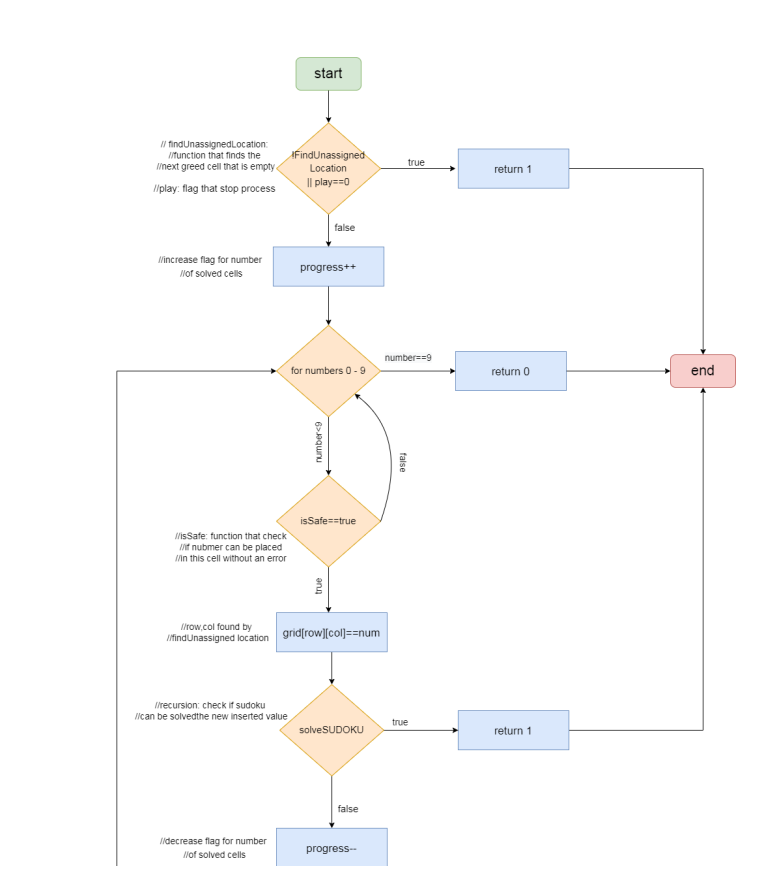 start
// findUnassignedLocation:
//function that finds the
//next greed cell that is empty
//play: flag that stop process
!FindUnassigned
Location
|| play==0
true
return 1
false
//increase flag for number
//of solved cells
progress++
for numbers 0 - 9
number==9
return 0
end
number<9
false
isSafe==true
//isSafe: function that check
//if nubmer can be placed
//in this cell without an error
true
//row,col found by
//findUnassigned location
grid[row][col]==num
//recursion: check if sudoku
//can be solvedthe new inserted value
solveSUDOKU
true
return 1
false
//decrease flag for number
//of solved cells
progress--